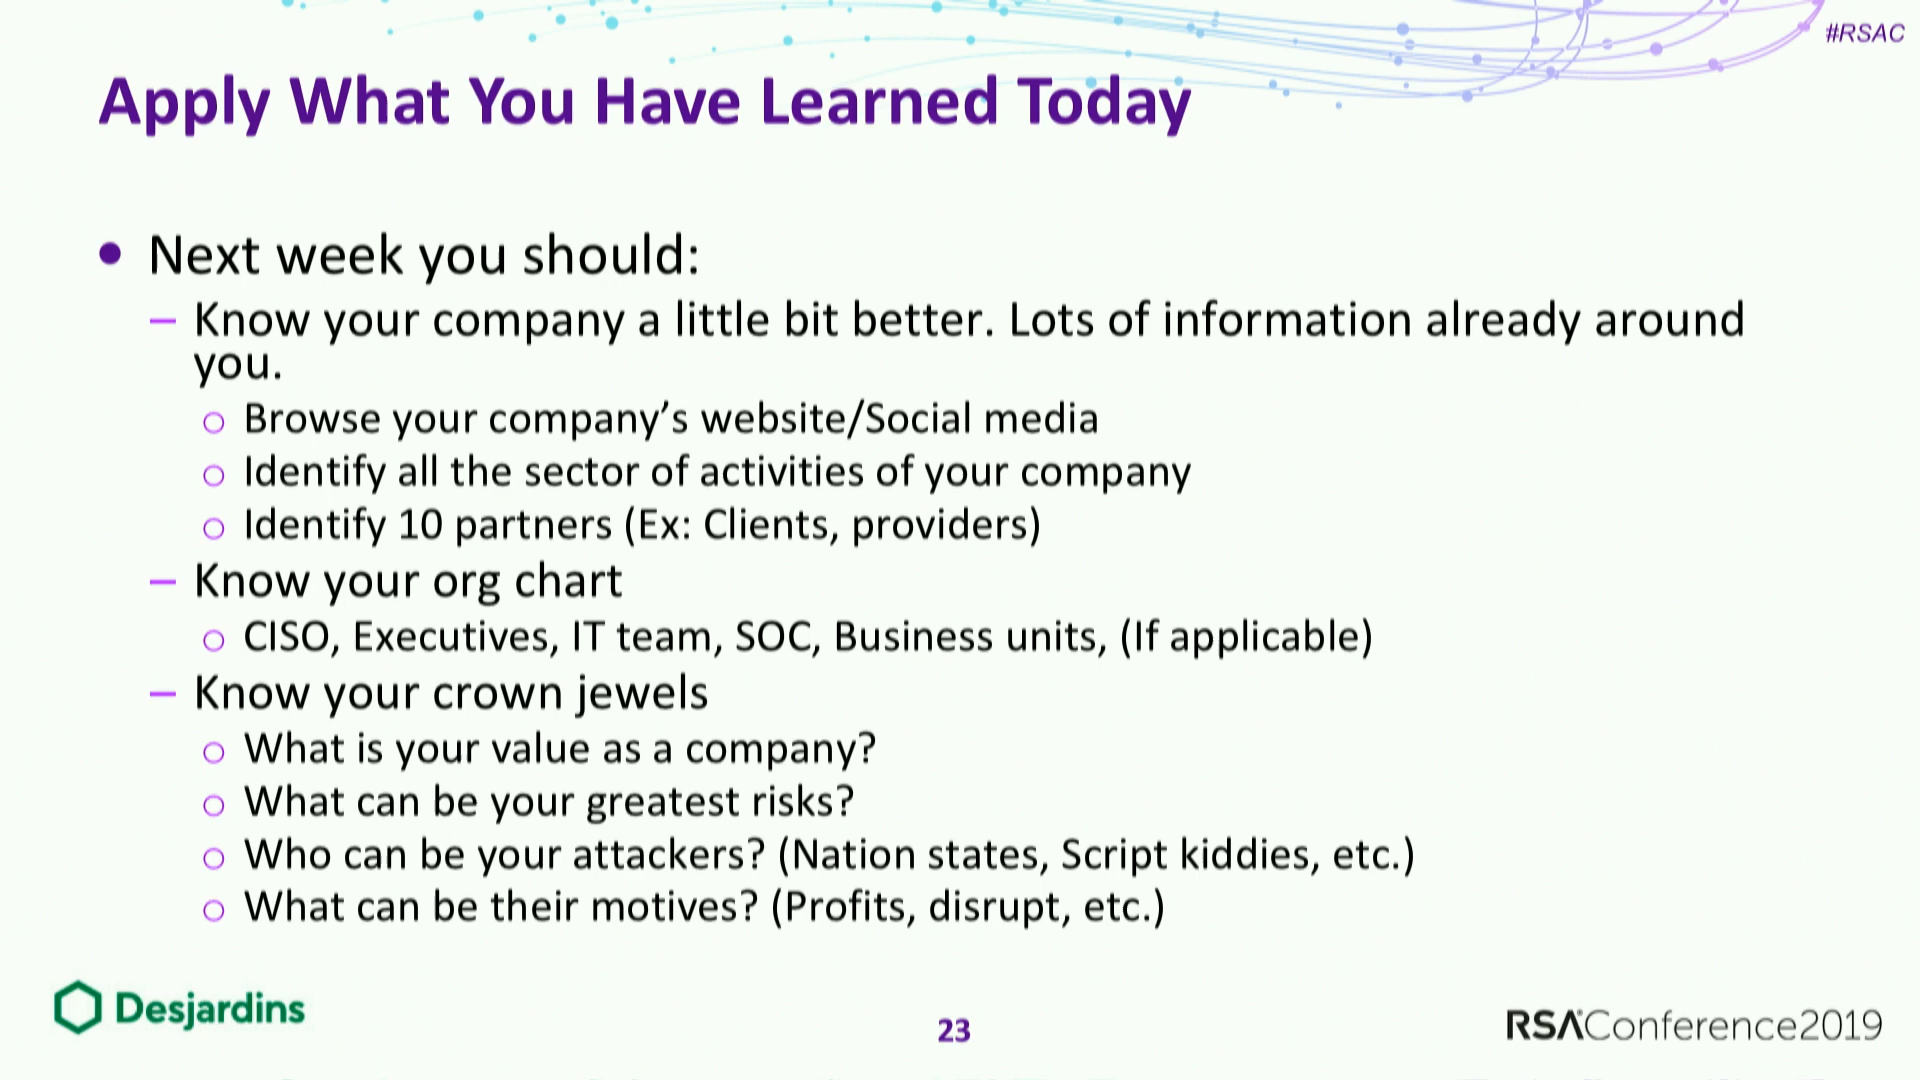 #RSAC
Apply What You Have Learned Today
• Next week you should:
– Know your company a little bit better. Lots of information already around
you.
o Browse your company’s website/Social media
o Identify all the sector of activities of your company
o Identify 10 partners (Ex: Clients, providers)
– Know your org chart
o CISO, Executives, IT team, SOC, Business units, (If applicable)
– Know your crown jewels
o What is your value as a company?
o What can be your greatest risks?
o Who can be your attackers? (Nation states, Script kiddies, etc.)
o What can be their motives? (Profits, disrupt, etc.)
Desjardins
23
RSAConference2019